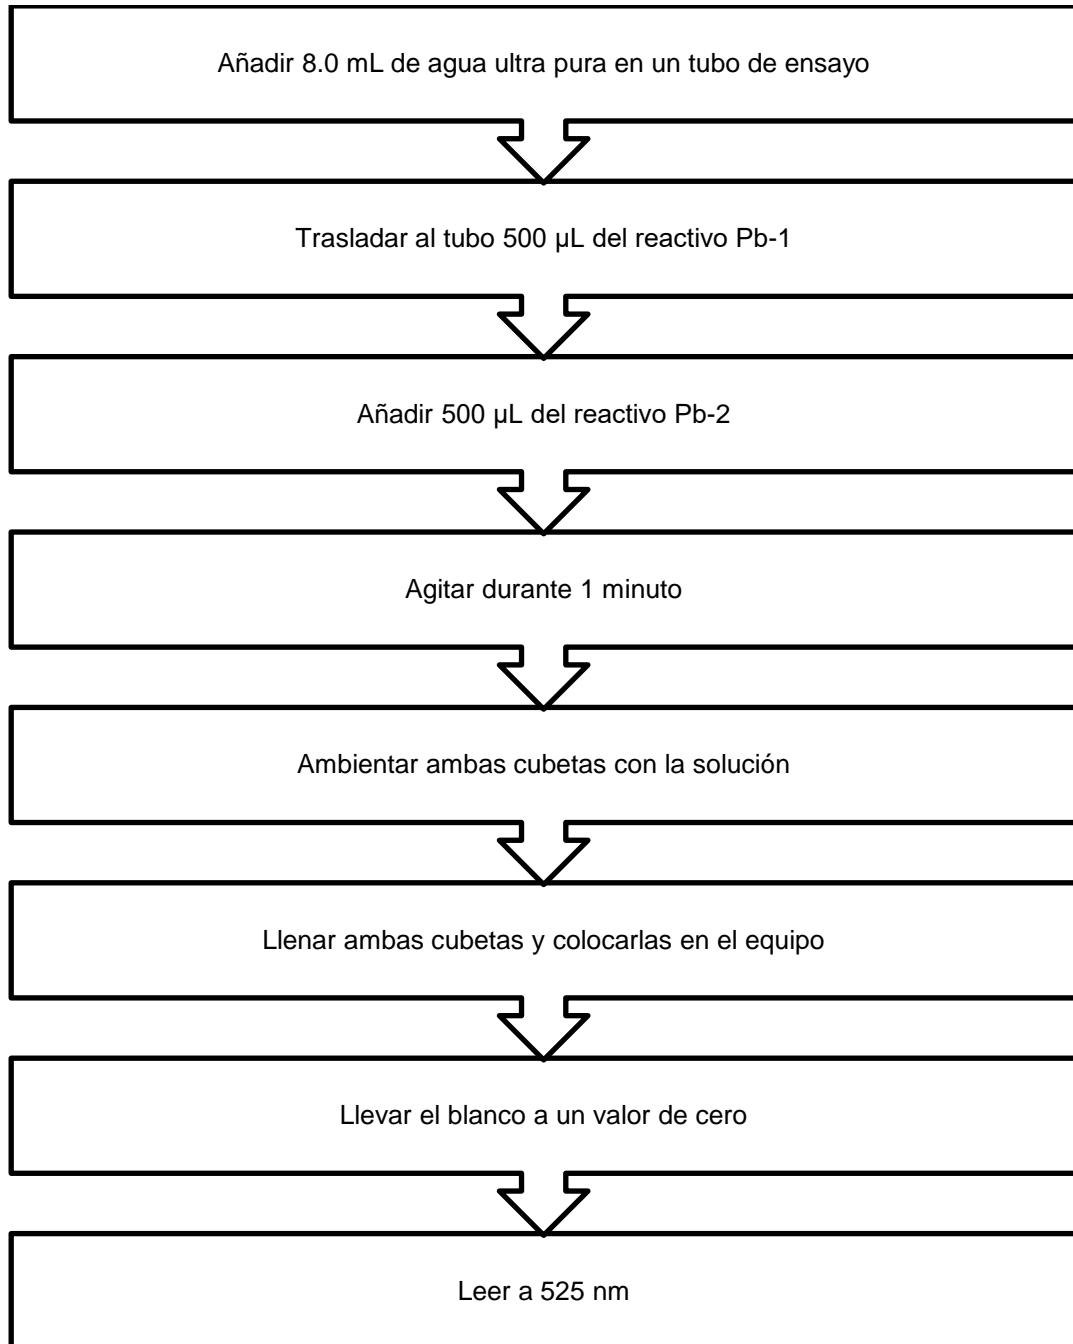 Añadir 8.0 mL de agua ultra pura en un tubo de ensayo
Trasladar al tubo 500 µL del reactivo Pb-1
Añadir 500 µL del reactivo Pb-2
Agitar durante 1 minuto
Ambientar ambas cubetas con la solución
Llenar ambas cubetas y colocarlas en el equipo
Llevar el blanco a un valor de cero
Leer a 525 nm